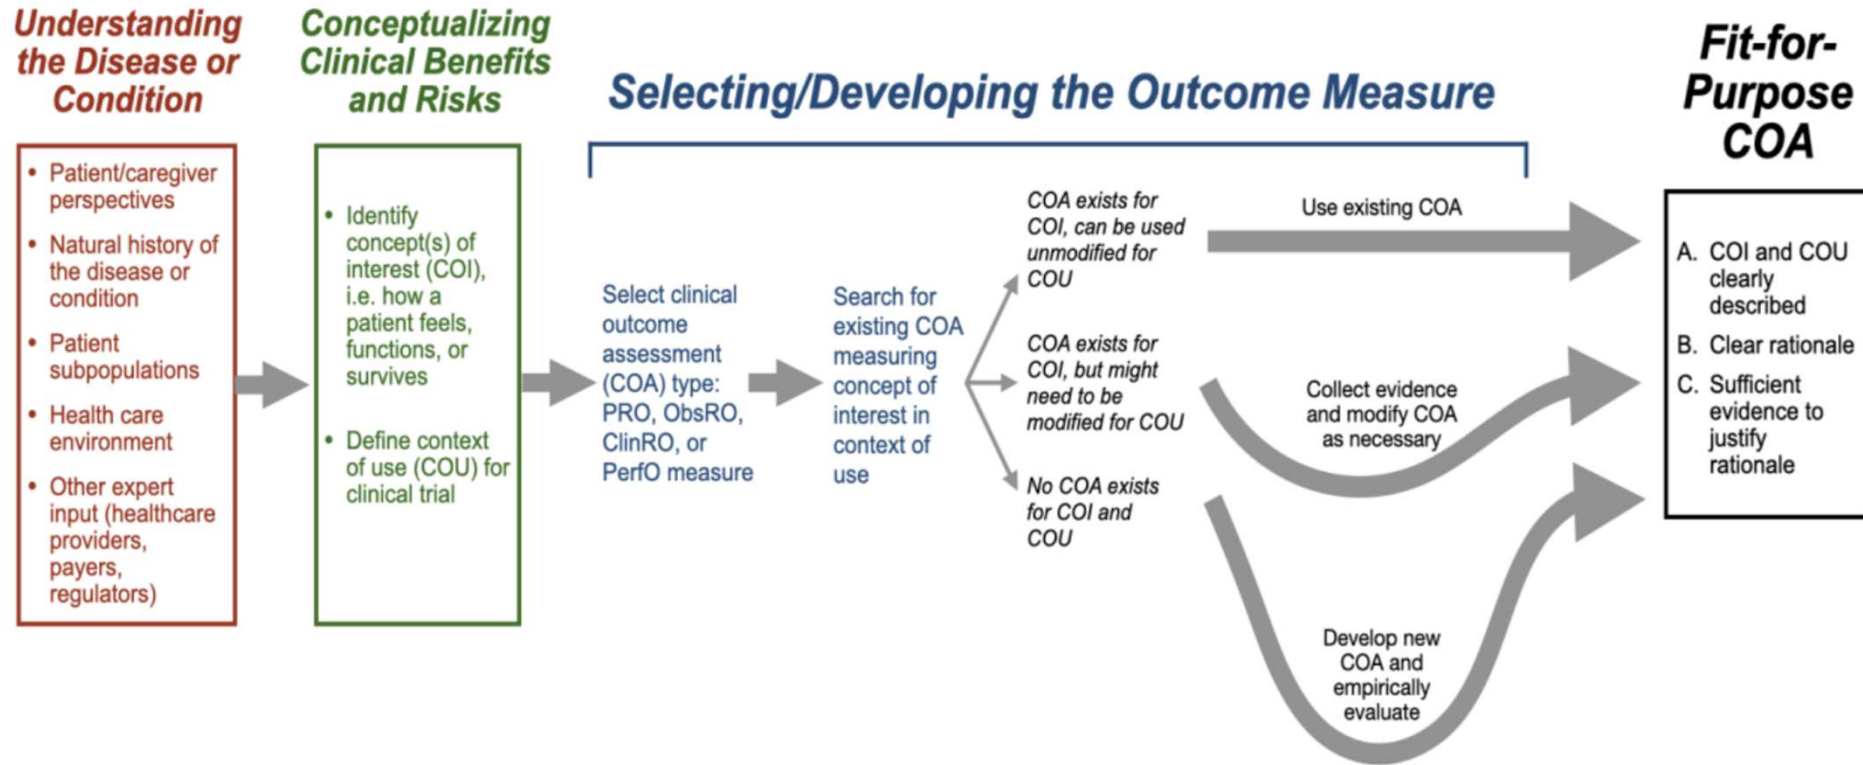 Understanding
the Disease or
Condition
• Patient/caregiver
perspectives
• Natural history of
the disease or
condition
• Patient
subpopulations
• Health care
environment
• Other expert
input (healthcare
providers,
payers,
regulators)
Conceptualizing
Clinical Benefits
and Risks
• Identify
concept(s) of
interest (COI),
i.e. how a
patient feels,
functions, or
survives
• Define context
of use (COU) for
clinical trial
Selecting/Developing the Outcome Measure
Select clinical
outcome
assessment
(COA) type:
PRO, ObsRO,
ClinRO, or
PerfO measure
Search for
existing COA
measuring
concept of
interest in
context of
use
COA exists for
COI, can be used
unmodified for
COU
Use existing COA
COA exists for
COI, but might
need to be
modified for COU
Collect evidence
and modify COA
as necessary
No COA exists
for COI and
COU
Develop new
COA and
empirically
evaluate
Fit-for-
Purpose
COA
A. COI and COU
clearly
described
B. Clear rationale
C. Sufficient
evidence to
justify
rationale